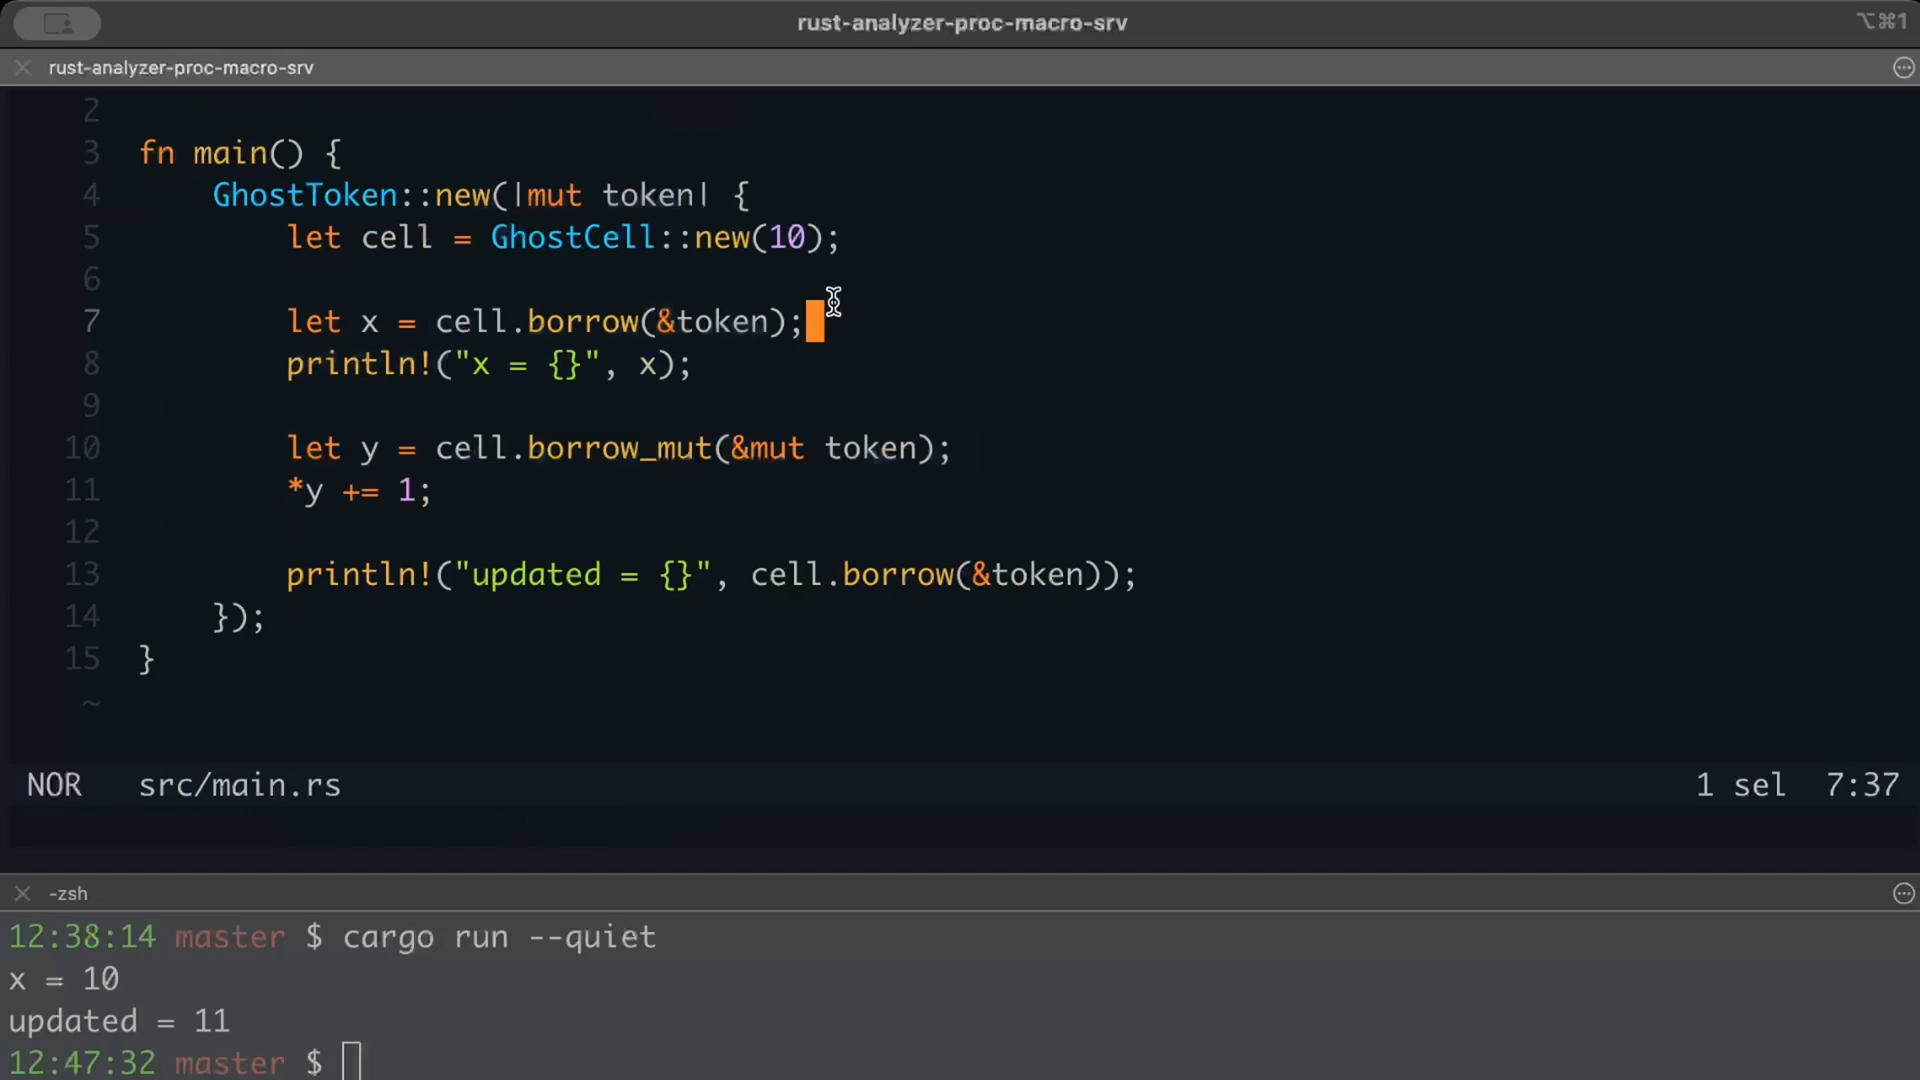 rust-analyzer-proc-macro-srv
⌥⌘1
rust-analyzer-proc-macro-srv
2
3 fn main() {
4     GhostToken::new(|mut token| {
5         let cell = GhostCell::new(10);
6
7         let x = cell.borrow(&token);
8         println!("x = {}", x);
9
10         let y = cell.borrow_mut(&mut token);
11         *y += 1;
12
13         println!("updated = {}", cell.borrow(&token));
14     });
15 }
~
NOR src/main.rs 1 sel 7:37
-zsh
12:38:14 master $ cargo run --quiet
x = 10
updated = 11
12:47:32 master $